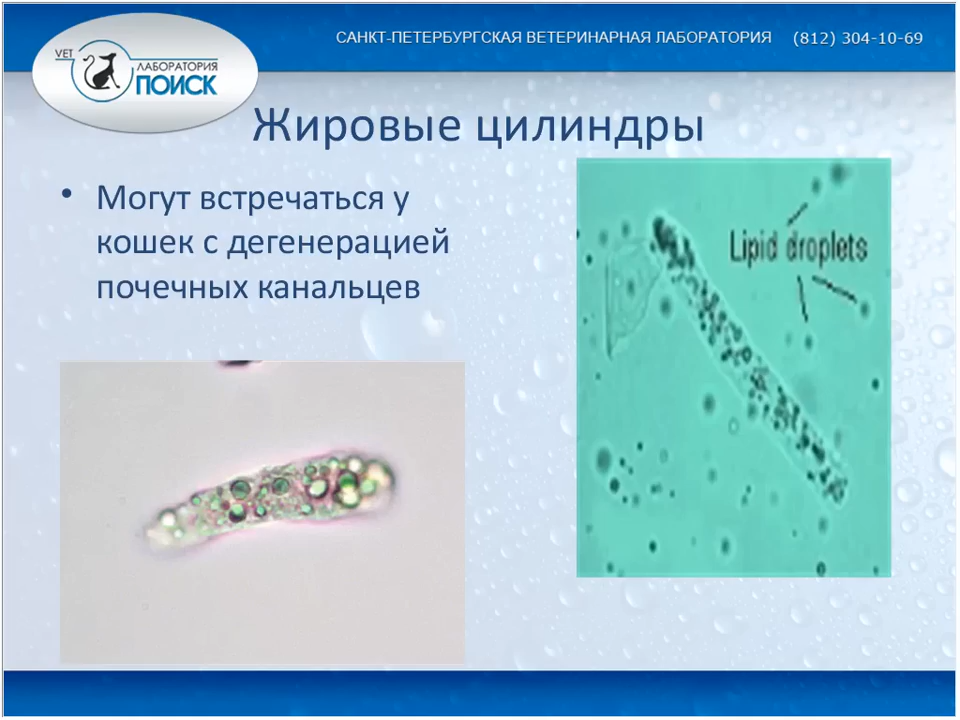 САНКТ-ПЕТЕРБУРГСКАЯ ВЕТЕРИНАРНАЯ ЛАБОРАТОРИЯ (812) 304-10-69
VET
ЛАБОРАТОРИЯ
ПОИСК
Жировые цилиндры
• Могут встречаться у
кошек с дегенерацией
почечных канальцев
Lipid droplets